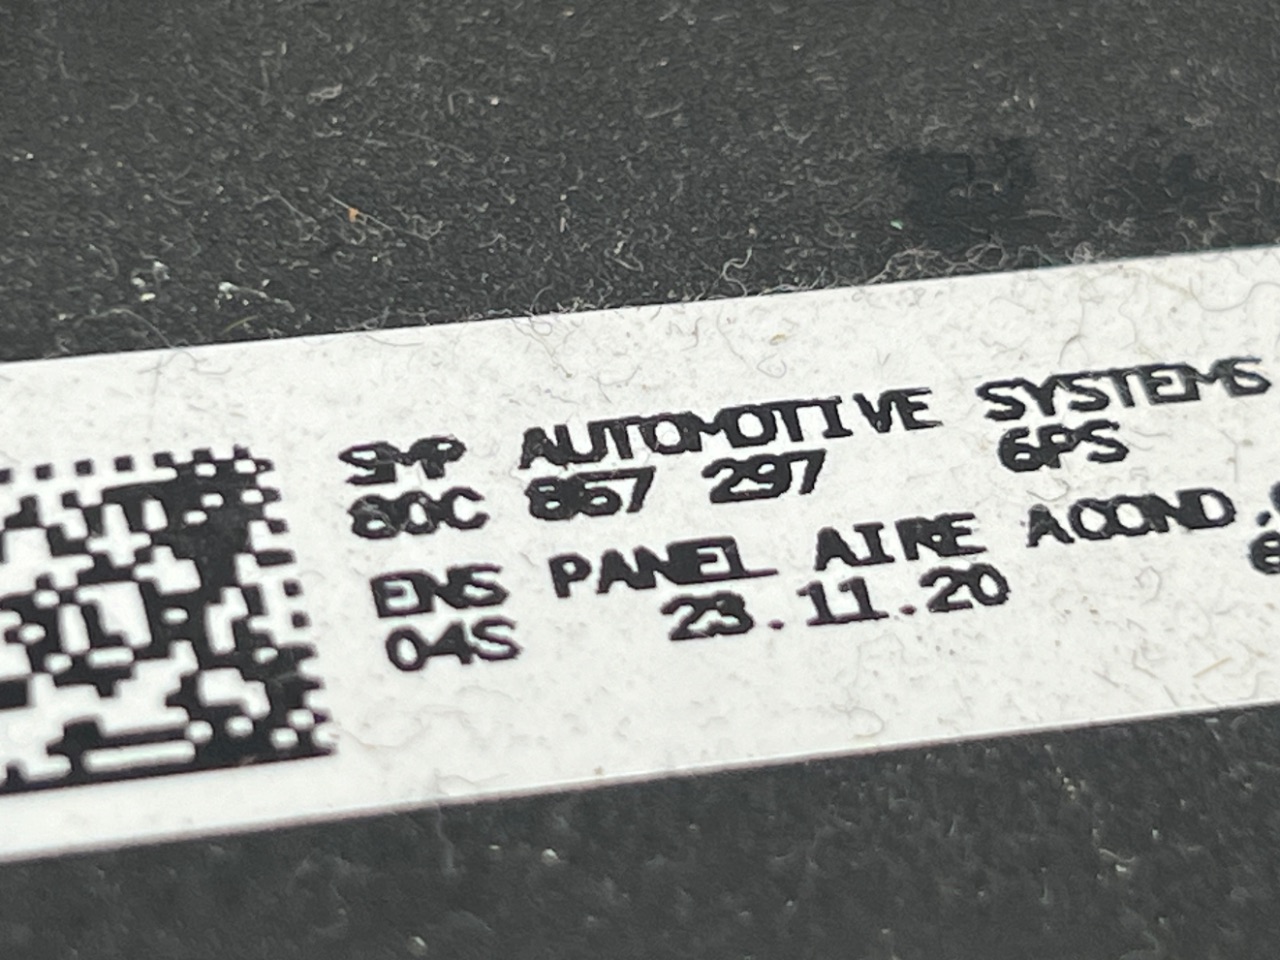 SMP AUTOMOTIVE SYSTEMS
80C 867 297 6PS
ENS PANEL AIRE ACOND.
04S 23.11.20